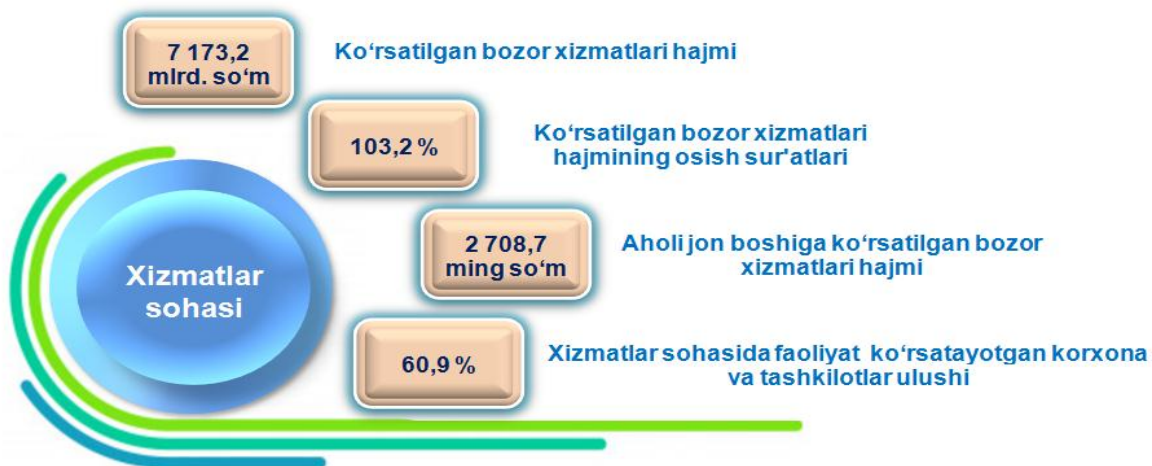 7 173,2
mlrd. so‘m
Ko‘rsatilgan bozor xizmatlari hajmi
103,2 %
Ko‘rsatilgan bozor xizmatlari
hajmining osish sur'atlari
2 708,7
ming so‘m
Aholi jon boshiga ko‘rsatilgan bozor
xizmatlari hajmi
Xizmatlar
sohasi
60,9 %
Xizmatlar sohasida faoliyat ko‘rsatayotgan korxona
va tashkilotlar ulushi